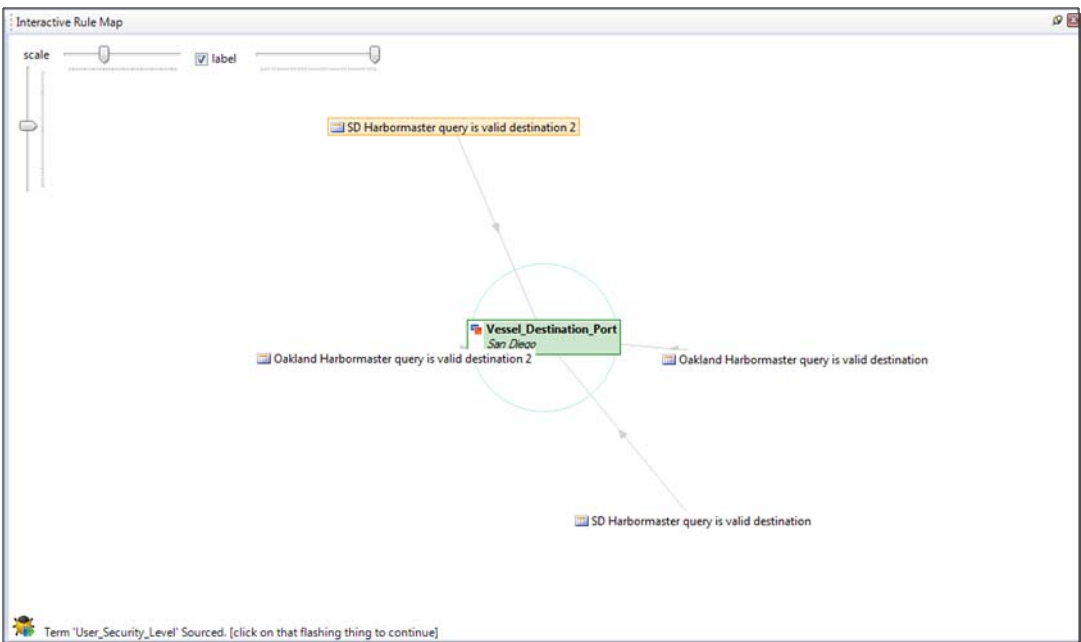 Interactive Rule Map
scale
label
SD Harbormaster query is valid destination 2
Vessel_Destination_Port
San Diego
Oakland Harbormaster query is valid destination 2
Oakland Harbormaster query is valid destination
SD Harbormaster query is valid destination
Term 'User_Security_Level' Sourced. [click on that flashing thing to continue]